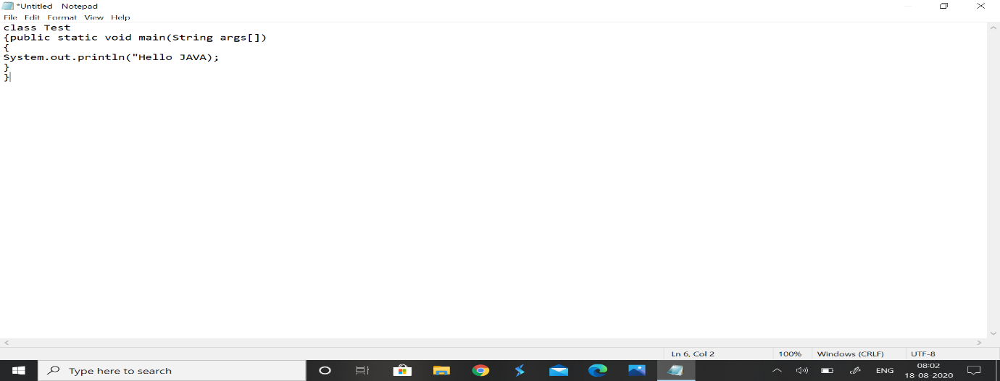 *Untitled Notepad
File Edit Format View Help
class Test
{public static void main(String args[])
{
System.out.println("Hello JAVA);
}
}
Ln 6, Col 2 100% Windows (CRLF) UTF-8
Type here to search
ENG
08:02
18-08-2020